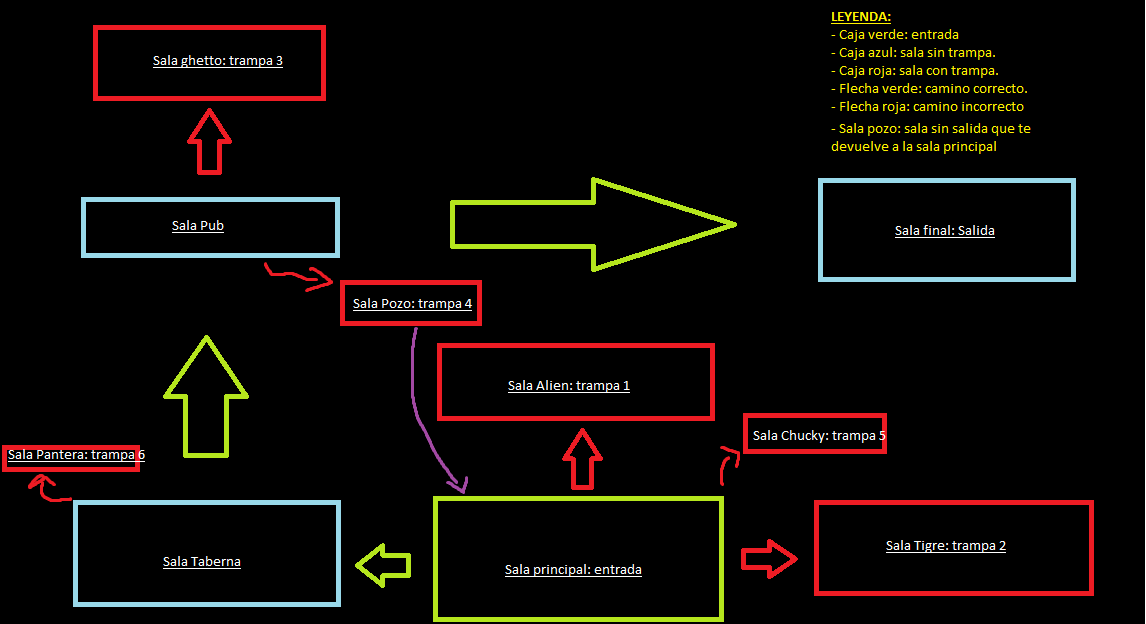 LEYENDA:
- Caja verde: entrada
- Caja azul: sala sin trampa.
- Caja roja: sala con trampa.
- Flecha verde: camino correcto.
- Flecha roja: camino incorrecto
- Sala pozo: sala sin salida que te
devuelve a la sala principal
Sala ghetto: trampa 3
Sala Pub
Sala final: Salida
Sala Pozo: trampa 4
Sala Alien: trampa 1
Sala Chucky: trampa 5
Sala Pantera: trampa 6
Sala Taberna
Sala principal: entrada
Sala Tigre: trampa 2